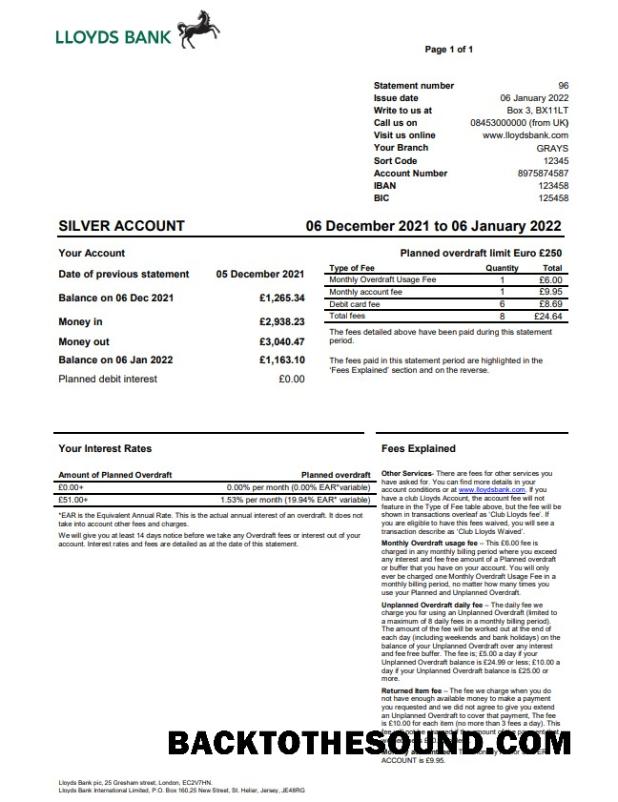 LLOYDS BANK
Page 1 of 1
Statement number 96
Issue date 06 January 2022
Write to us at Box 3, BX11LT
Call us on 08453000000 (from UK)
Visit us online www.lloydsbank.com
Your Branch GRAYS
Sort Code 12345
Account Number 8975874587
IBAN 123458
BIC 125458
SILVER ACCOUNT 06 December 2021 to 06 January 2022
Your Account
Date of previous statement 05 December 2021
Balance on 06 Dec 2021 £1,265.34
Money in £2,938.23
Money out £3,040.47
Balance on 06 Jan 2022 £1,163.10
Planned debit interest £0.00
Planned overdraft limit Euro £250
Type of Fee Quantity Total
Monthly Overdraft Usage Fee 1 £6.00
Monthly account fee 1 £9.95
Debit card fee 6 £8.69
Total fees 8 £24.64
The fees detailed above have been paid during this statement
period.
The fees paid in this statement period are highlighted in the
'Fees Explained' section and on the reverse.
Your Interest Rates
Amount of Planned Overdraft Planned overdraft
£0.00+ 0.00% per month (0.00% EAR*variable)
£51.00+ 1.53% per month (19.94% EAR* variable)
*EAR is the Equivalent Annual Rate. This is the actual annual interest of an overdraft. It does not
take into account other fees and charges.
We will give you at least 14 days notice before we take any Overdraft fees or interest out of your
account. Interest rates and fees are detailed as at the date of this statement.
Fees Explained
Other Services- There are fees for other services you
have asked for. You can find more details in your
account conditions or at www.lloydsbank.com. If you
have a club Lloyds Account, the account fee will not
feature in the Type of Fee table above, but the fee will be
shown in transactions overleaf as 'Club Lloyds fee'. If
you are eligible to have this fees waived, you will see a
transaction describe as 'Club Lloyds Waived'.
Monthly Overdraft usage fee – This £6.00 fee is
charged in any monthly billing period where you exceed
any interest and fee free amount of a Planned overdraft
or buffer that you have on your account. You will only
ever be charged one Monthly Overdraft Usage Fee in a
monthly billing period, no matter how many times you
use your Planned and Unplanned Overdraft.
Unplanned Overdraft daily fee – The daily fee we
charge you for using an Unplanned Overdraft (limited to
a maximum of 8 daily fees in a monthly billing period).
The amount of the fee will be worked out at the end of
each day (including weekends and bank holidays) on the
balance of your Unplanned Overdraft over any interest
and fee free buffer. The fee is; £5.00 a day if your
Unplanned Overdraft balance is £24.99 or less; £10.00 a
day if your Unplanned Overdraft balance is £25.00 or
more.
Returned Item fee – The fee we charge when you do
not have enough available money to make a payment
you requested and we did not agree to give you extend
an Unplanned Overdraft to cover that payment. The fee
is £10.00 for each item (no more than 3 fees a day). This
BACKTOTHESOUND.COM
ACCOUNT is £9.95.
Lloyds Bank plc, 25 Gresham street, London, EC2V7HN.
Lloyds Bank International Limited, P.O. Box 160,25 New Street, St. Helier, Jersey, JE48RG